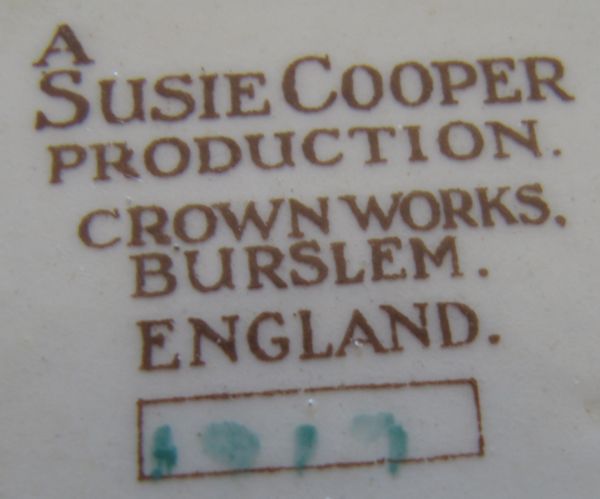 A
SUSIE COOPER
PRODUCTION.
CROWN WORKS.
BURSLEM.
ENGLAND.